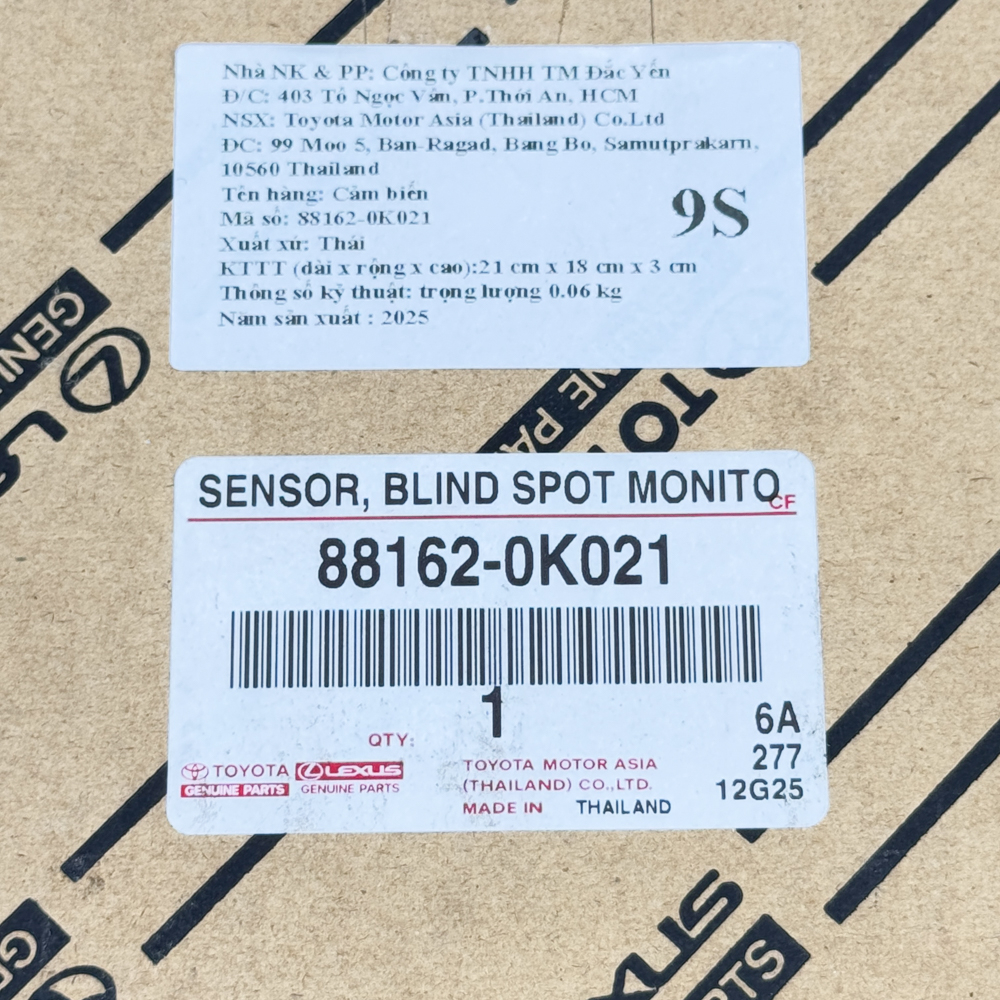 Nhà NK & PP: Công ty TNHH TM Đắc Yến
Đ/C: 403 Tô Ngọc Vân, P.Thới An, HCM
NSX: Toyota Motor Asia (Thailand) Co.Ltd
ĐC: 99 Moo 5, Ban-Ragad, Bang Bo, Samutprakarn,
10560 Thailand
Tên hàng: Cảm biến
Mã số: 88162-0K021
9S
Xuất xứ: Thái
KTTT (dài x rộng x cao):21 cm x 18 cm x 3 cm
Thông số kỹ thuật: trọng lượng 0.06 kg
Năm sản xuất : 2025
SENSOR, BLIND SPOT MONITO
CF
88162-0K021
1
QTY:
6A
277
12G25
TOYOTA
GENUINE PARTS
LEXUS
GENUINE PARTS
TOYOTA MOTOR ASIA
(THAILAND) CO.,LTD.
MADE IN THAILAND